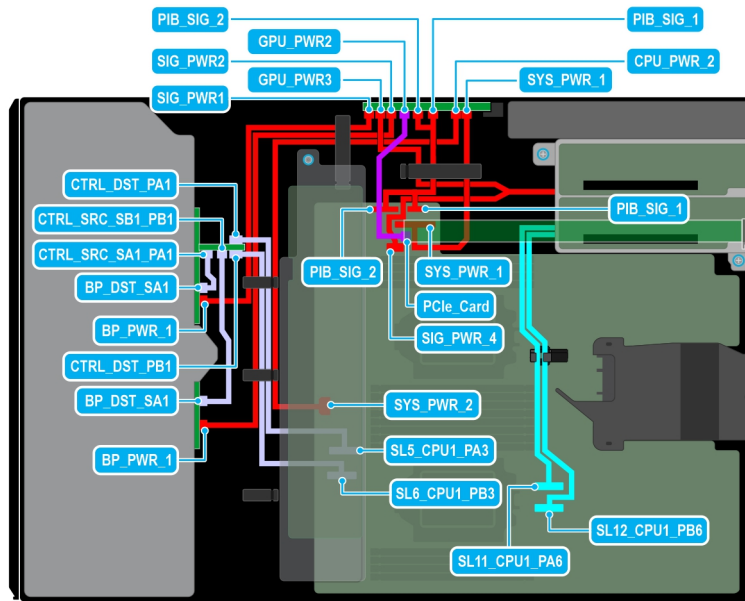 PIB_SIG_2
PIB_SIG_1
GPU_PWR2
SIG_PWR2
CPU_PWR_2
GPU_PWR3
SYS_PWR_1
SIG_PWR1
CTRL_DST_PA1
CTRL_SRC_SB1_PB1
PIB_SIG_1
CTRL_SRC_SA1_PA1
PIB_SIG_2
SYS_PWR_1
BP_DST_SA1
PCIe_Card
BP_PWR_1
SIG_PWR_4
CTRL_DST_PB1
BP_DST_SA1
SYS_PWR_2
SL5_CPU1_PA3
BP_PWR_1
SL6_CPU1_PB3
SL12_CPU1_PB6
SL11_CPU1_PA6